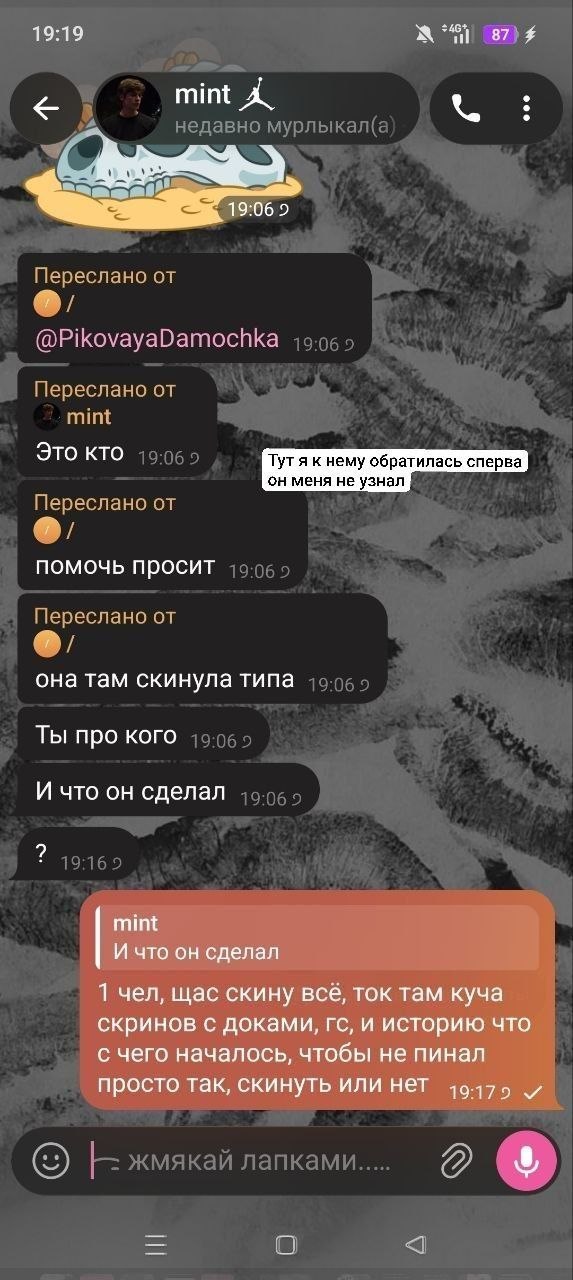 19:19
4G+
87
mint
недавно мурлыкал(а)
19:06
Переслано от
/
@PikovayaDamochka 19:06
Переслано от
mint
Это кто 19:06
Тут я к нему обратилась сперва
он меня не узнал
Переслано от
/
помочь просит 19:06
Переслано от
/
она там скинула типа 19:06
Ты про кого 19:06
И что он сделал 19:06
? 19:16
mint
И что он сделал
1 чел, щас скину всё, ток там куча
скринов с доками, гс, и историю что
с чего началось, чтобы не пинал
просто так, скинуть или нет 19:17
жмякай лапками.....